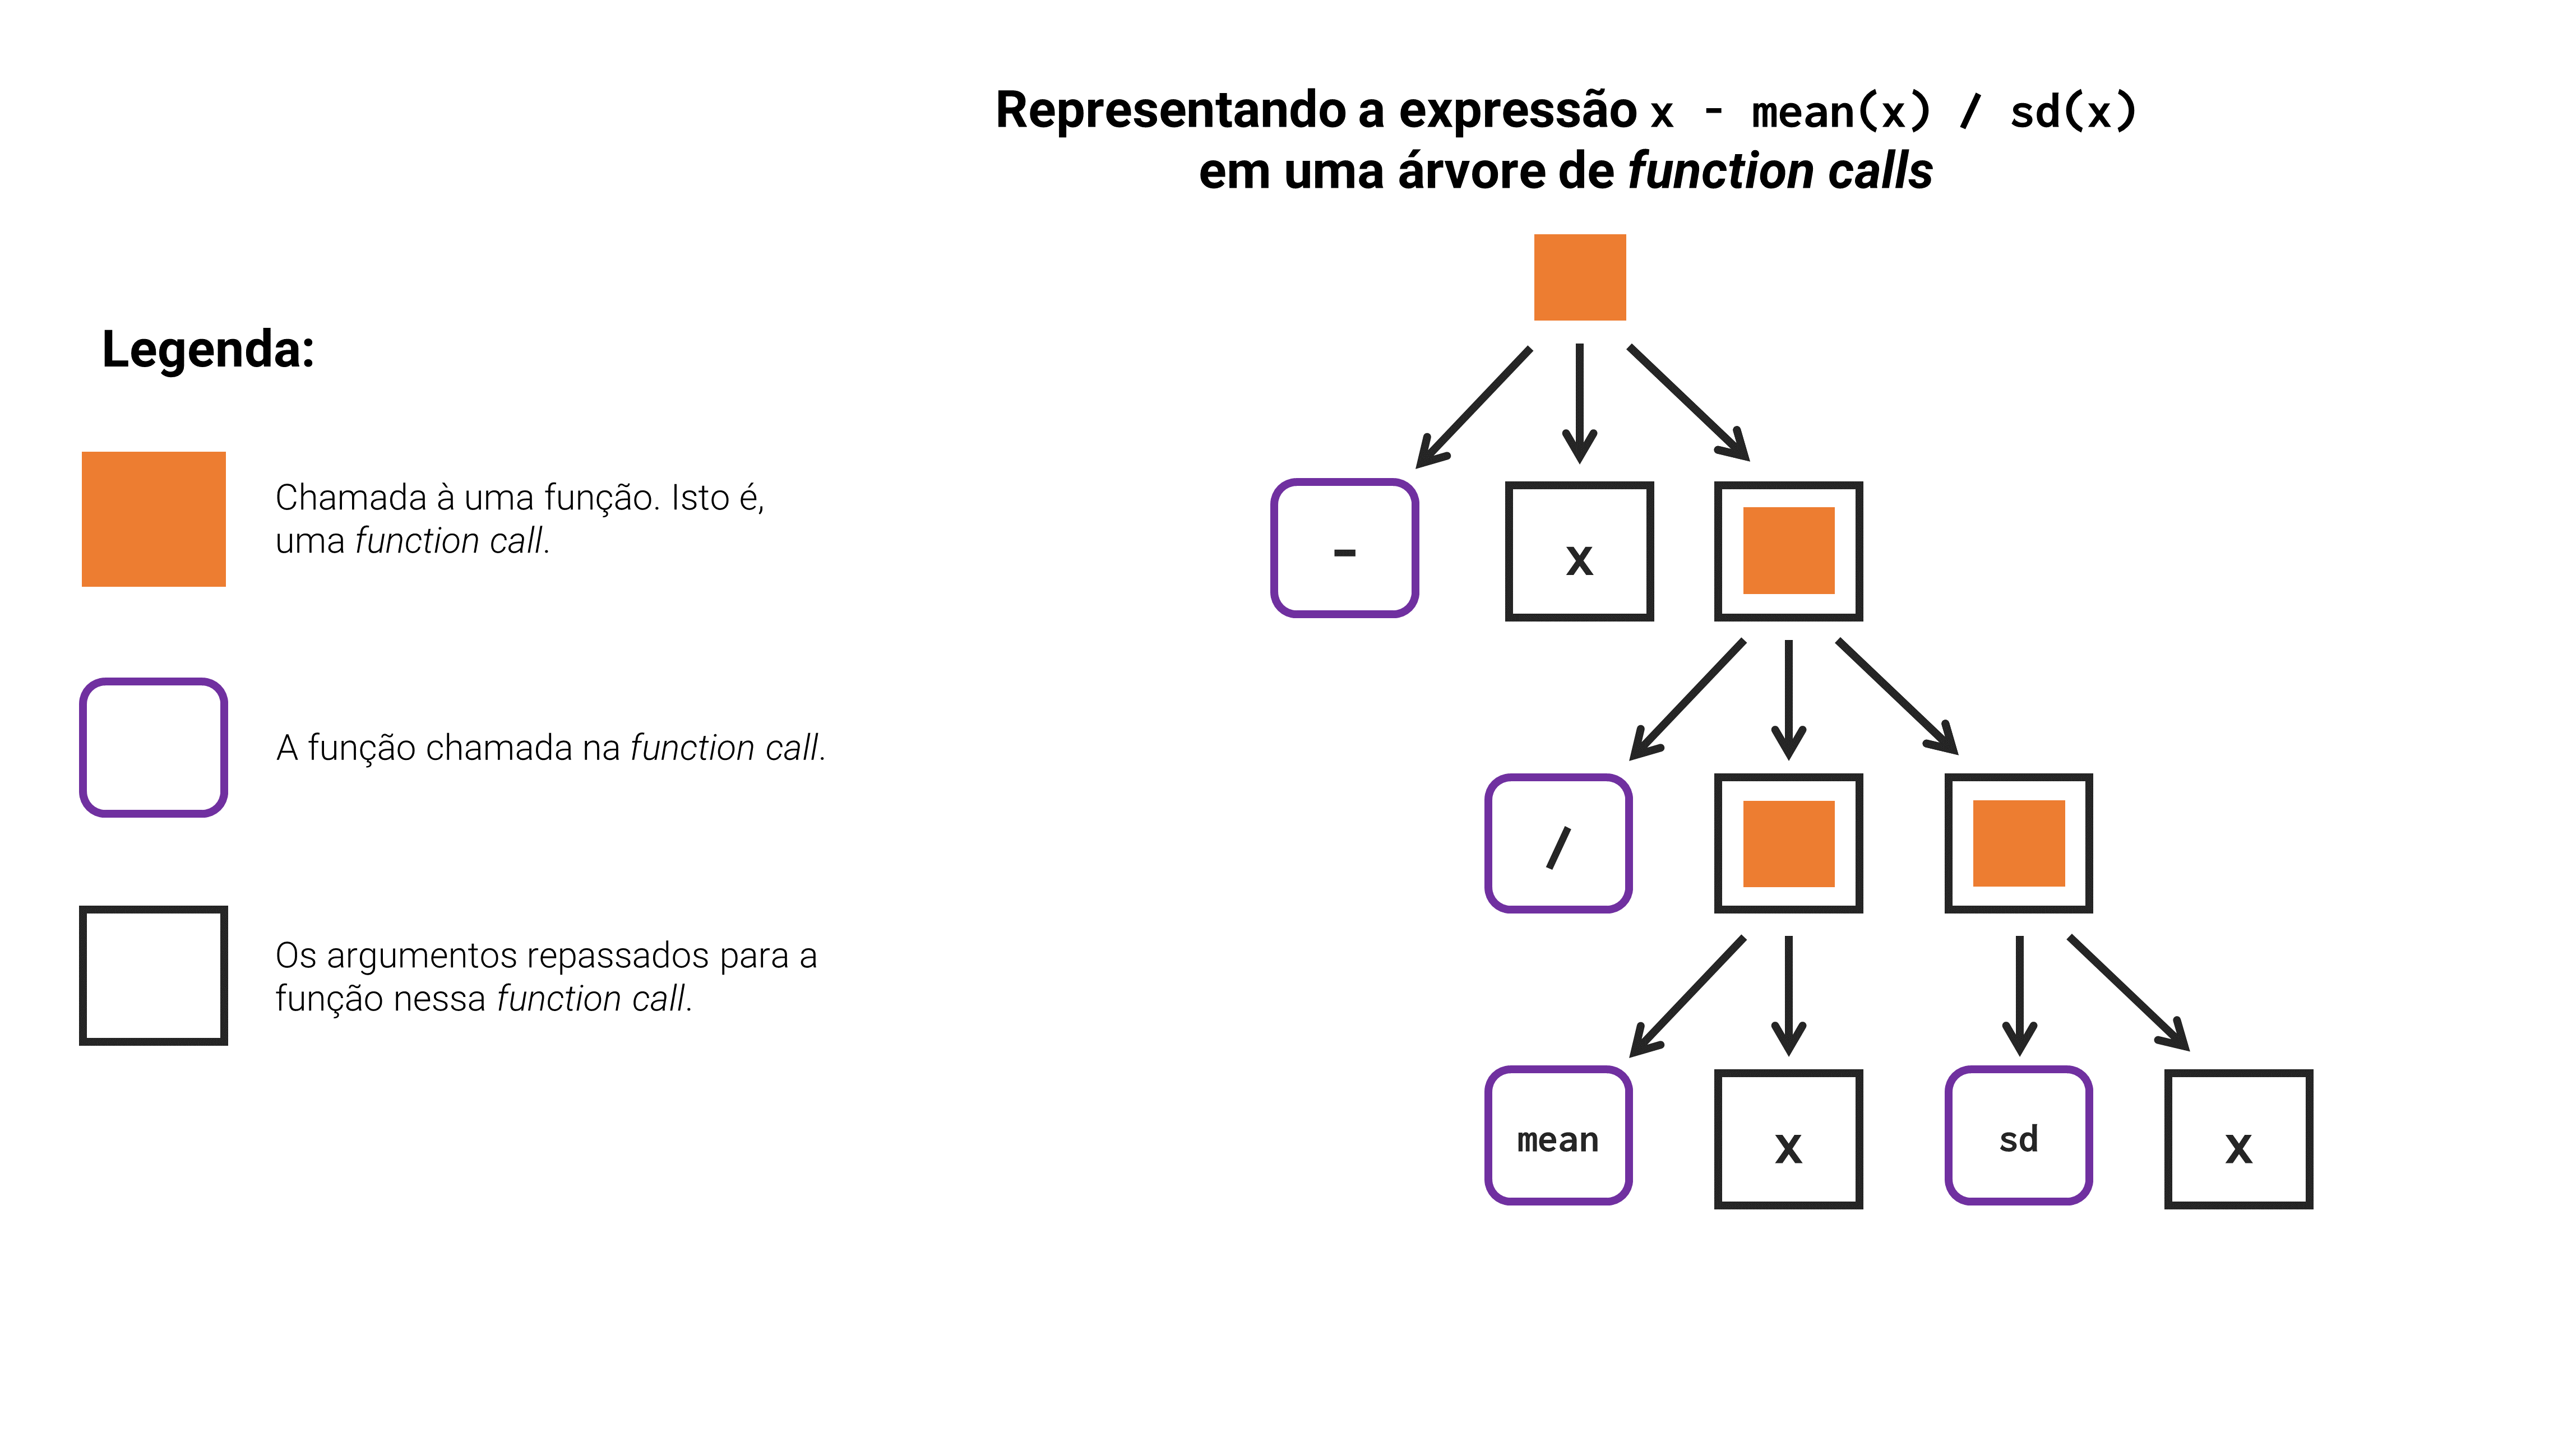 Representando a expressão x - mean(x) / sd(x)
em uma árvore de function calls
Legenda:
Chamada à uma função. Isto é,
uma function call.
A função chamada na function call.
Os argumentos repassados para a
função nessa function call.
-
x
/
mean
x
sd
x